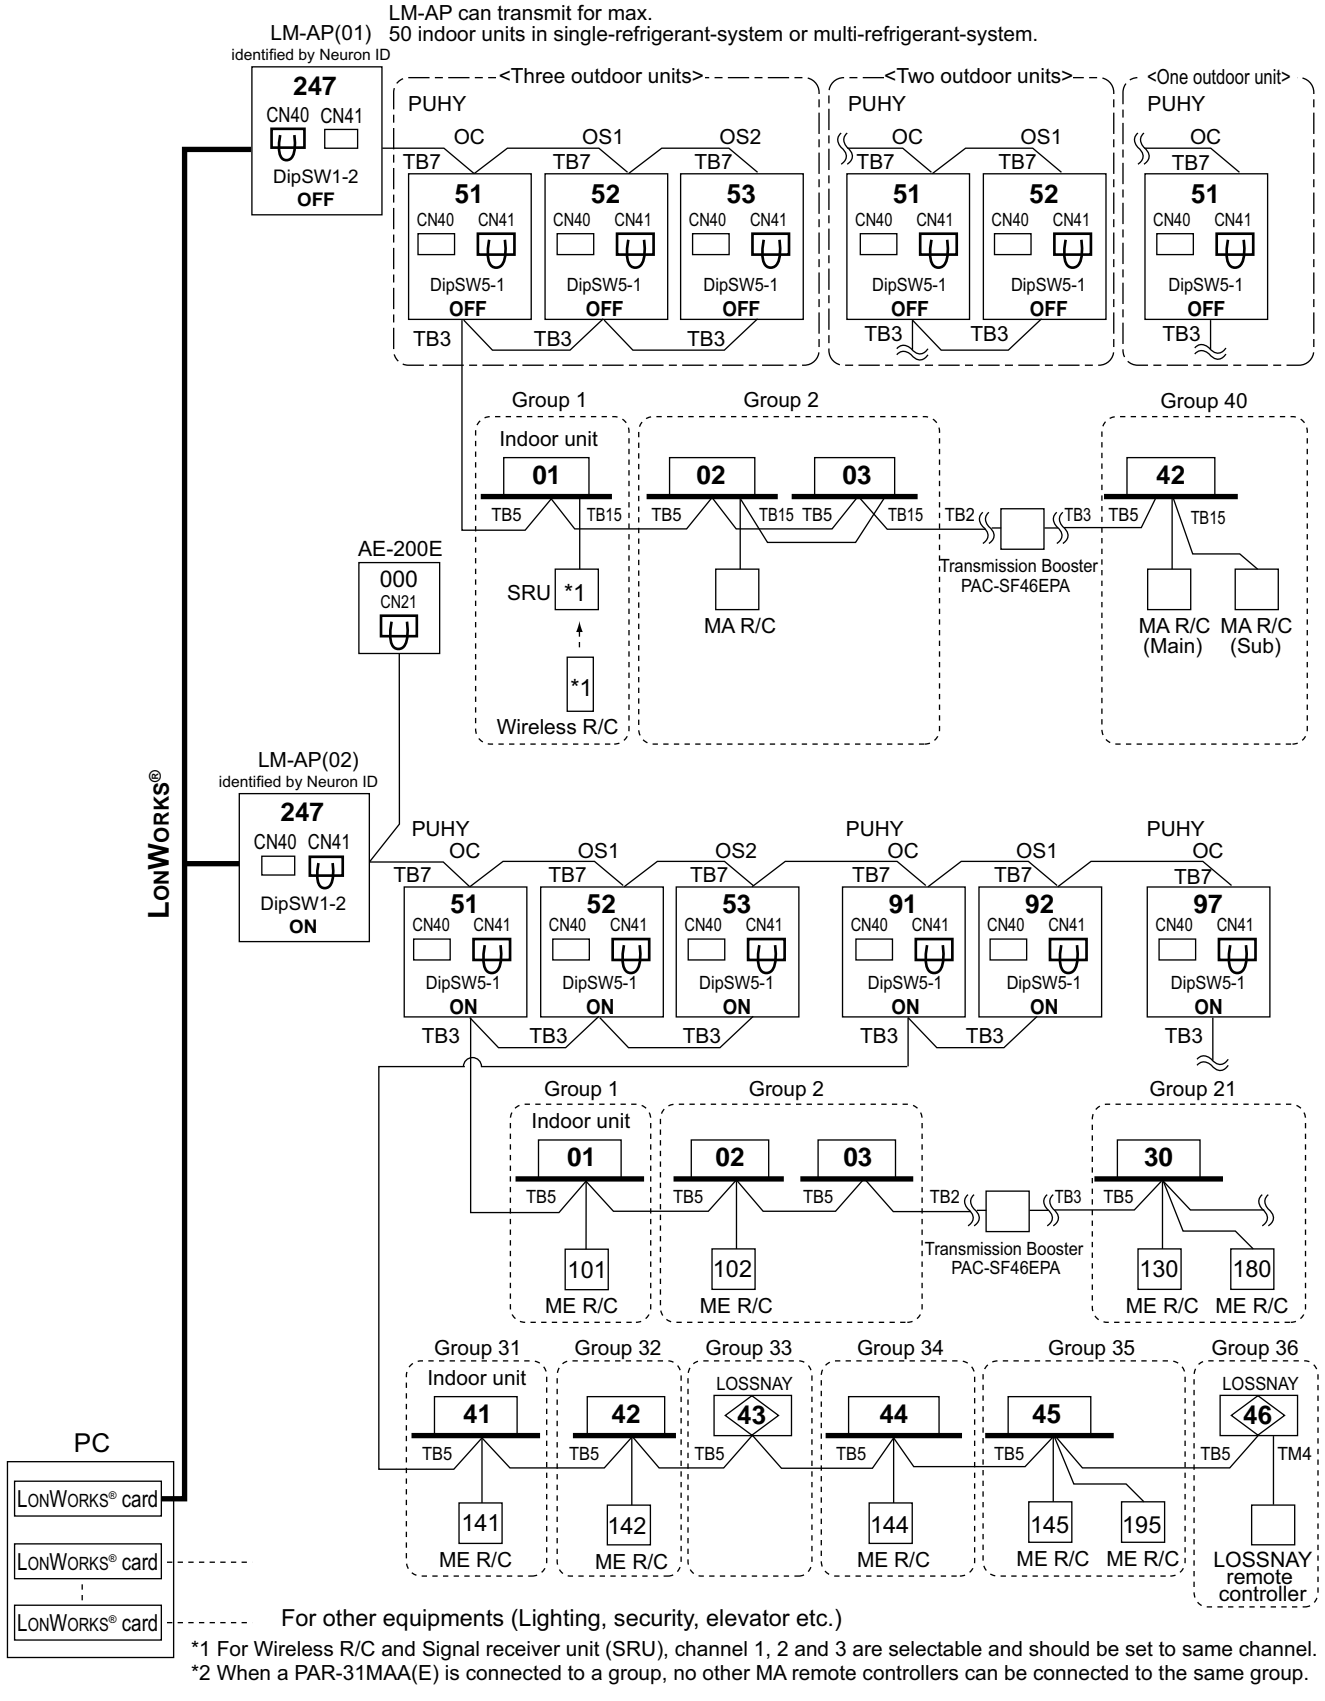 LM-AP can transmit for max.
50 indoor units in single-refrigerant-system or multi-refrigerant-system.
LM-AP(01)
identified by Neuron ID
247
CN40 CN41
DipSW1-2
OFF
<Three outdoor units>
<Two outdoor units>
<One outdoor unit>
PUHY
PUHY
PUHY
OC OS1 OS2 OC OS1 OC
TB7 TB7 TB7 TB7 TB7 TB7
51 52 53 51 52 51
CN40 CN41 CN40 CN41 CN40 CN41 CN40 CN41 CN40 CN41 CN40 CN41
DipSW5-1 DipSW5-1 DipSW5-1 DipSW5-1 DipSW5-1 DipSW5-1
OFF OFF OFF OFF OFF OFF
TB3 TB3 TB3 TB3 TB3 TB3
Group 1 Group 2 Group 40
Indoor unit
01 02 03 42
TB5 TB15 TB5 TB15 TB5 TB15 TB2 TB3 TB5 TB15
Transmission Booster
PAC-SF46EPA
SRU *1
MA R/C
MA R/C
(Main)
MA R/C
(Sub)
*1
Wireless R/C
AE-200E
000
CN21
LONWORKS®
LM-AP(02)
identified by Neuron ID
247
CN40 CN41
DipSW1-2
ON
PUHY PUHY PUHY
OC OS1 OS2 OC OS1 OC
TB7 TB7 TB7 TB7 TB7 TB7
51 52 53 91 92 97
CN40 CN41 CN40 CN41 CN40 CN41 CN40 CN41 CN40 CN41 CN40 CN41
DipSW5-1 DipSW5-1 DipSW5-1 DipSW5-1 DipSW5-1 DipSW5-1
ON ON ON ON ON ON
TB3 TB3 TB3 TB3 TB3 TB3
Group 1 Group 2 Group 21
Indoor unit
01 02 03 30
TB5 TB5 TB5 TB2 TB3 TB5
Transmission Booster
PAC-SF46EPA
101 102 130 180
ME R/C ME R/C ME R/C ME R/C
Group 31 Group 32 Group 33 Group 34 Group 35 Group 36
Indoor unit LOSSNAY LOSSNAY
41 42 43 44 45 46
TB5 TB5 TB5 TB5 TB5 TB5 TM4
141 142 144 145 195
ME R/C ME R/C ME R/C ME R/C ME R/C
LOSSNAY
remote
controller
PC
LONWORKS® card
LONWORKS® card
LONWORKS® card
For other equipments (Lighting, security, elevator etc.)
*1 For Wireless R/C and Signal receiver unit (SRU), channel 1, 2 and 3 are selectable and should be set to same channel.
*2 When a PAR-31MAA(E) is connected to a group, no other MA remote controllers can be connected to the same group.